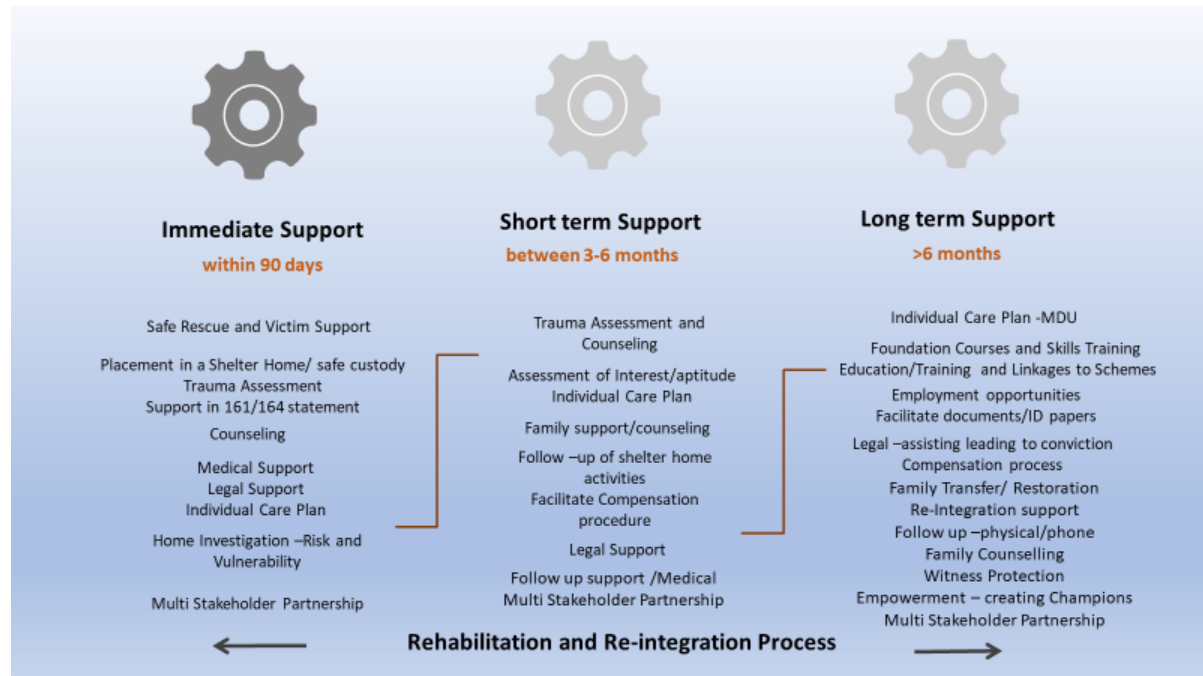 Immediate Support
within 90 days
Safe Rescue and Victim Support
Placement in a Shelter Home/ safe custody
Trauma Assessment
Support in 161/164 statement
Counseling
Medical Support
Legal Support
Individual Care Plan
Home Investigation –Risk and
Vulnerability
Multi Stakeholder Partnership
Short term Support
between 3-6 months
Trauma Assessment and
Counseling
Assessment of Interest/aptitude
Individual Care Plan
Family support/counseling
Follow –up of shelter home
activities
Facilitate Compensation
procedure
Legal Support
Follow up support /Medical
Multi Stakeholder Partnership
Long term Support
>6 months
Individual Care Plan -MDU
Foundation Courses and Skills Training
Education/Training and Linkages to Schemes
Employment opportunities
Facilitate documents/ID papers
Legal –assisting leading to conviction
Compensation process
Family Transfer/ Restoration
Re-Integration support
Follow up –physical/phone
Family Counselling
Witness Protection
Empowerment – creating Champions
Multi Stakeholder Partnership
Rehabilitation and Re-integration Process